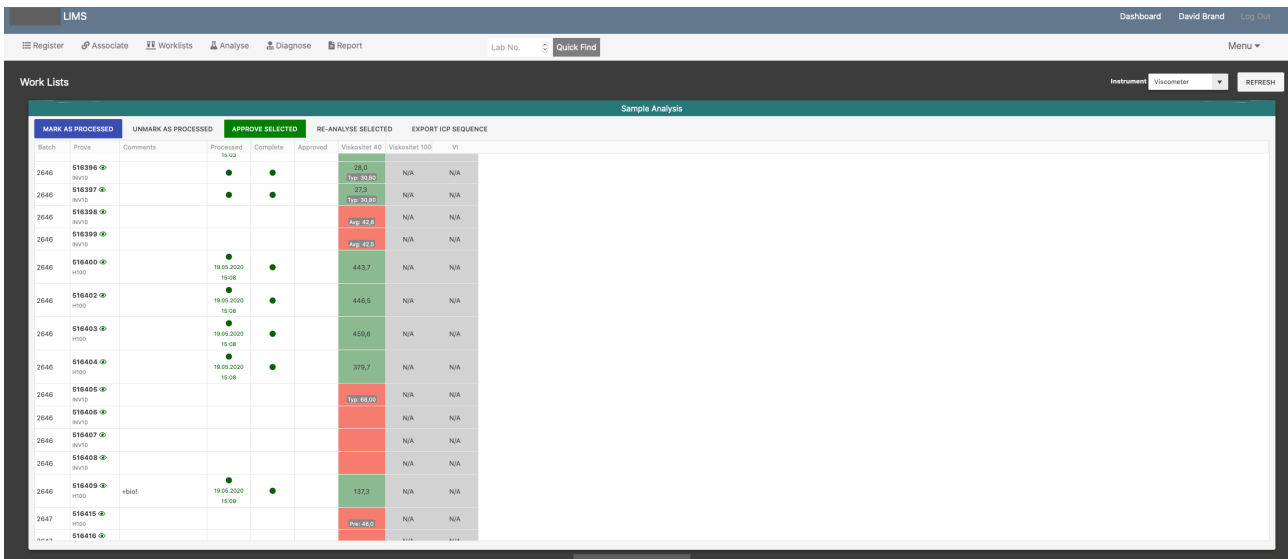 LIMS
Dashboard David Brand Log Out
Register Associate Worklists Analyse Diagnose Report Lab No. Quick Find Menu
Work Lists Instrument Viscometer REFRESH
Sample Analysis
MARK AS PROCESSED UNMARK AS PROCESSED APPROVE SELECTED RE-ANALYSE SELECTED EXPORT ICP SEQUENCE
Batch Prove Comments Processed Complete Approved Viskositet 40 Viskositet 100 VI
15:03
2646 516396 28,0 N/A N/A
INV10 Typ: 30,80
2646 516397 27,3 N/A N/A
INV10 Typ: 30,80
2646 516398 N/A N/A
INV10 Avg: 42,8
2646 516399 N/A N/A
INV10 Avg: 42,5
2646 516400 19.05.2020 443,7 N/A N/A
H100 15:08
2646 516402 19.05.2020 446,5 N/A N/A
H100 15:08
2646 516403 19.05.2020 459,6 N/A N/A
H100 15:08
2646 516404 19.05.2020 379,7 N/A N/A
H100 15:08
2646 516405 N/A N/A
INV10 Typ: 68,00
2646 516406 N/A N/A
INV10
2646 516407 N/A N/A
INV10
2646 516408 N/A N/A
INV10
2646 516409 +bio! 19.05.2020 137,3 N/A N/A
H100 15:09
2647 516415 N/A N/A
H100 Pre: 46,0
516416